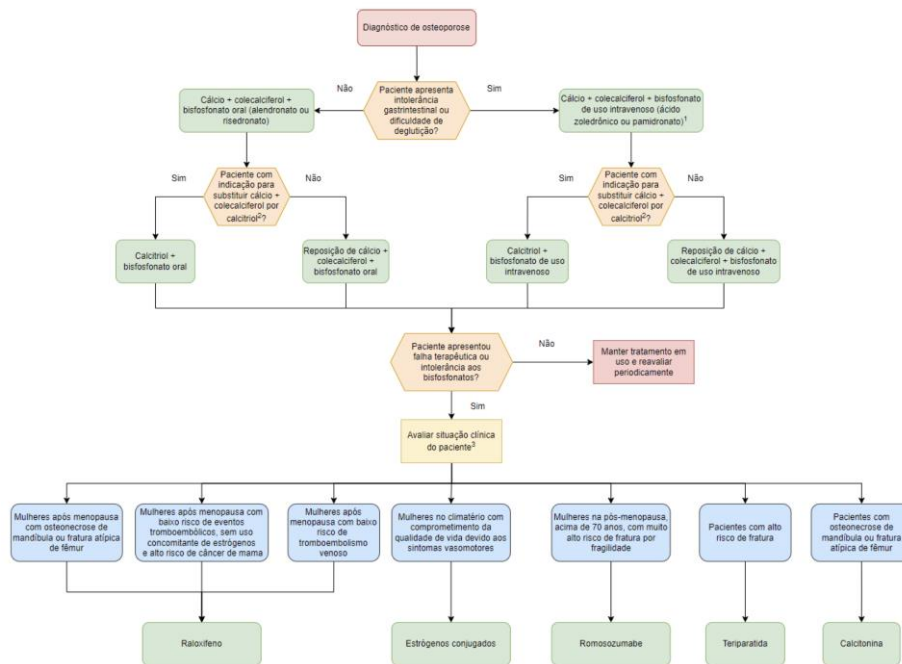 Diagnóstico de osteoporose
Não
Paciente apresenta
intolerância
gastrintestinal ou
dificuldade de
deglutição?
Sim
Cálcio + colecalciferol +
bisfosfonato oral (alendronato ou
risedronato)
Cálcio + colecalciferol + bisfosfonato
de uso intravenoso (ácido
zoledrônico ou pamidronato)¹
Sim
Paciente com
indicação para
substituir cálcio +
colecalciferol por
calcitriol²?
Não
Sim
Paciente com
indicação para
substituir cálcio +
colecalciferol por
calcitriol²?
Não
Calcitriol +
bisfosfonato oral
Reposição de cálcio +
colecalciferol +
bisfosfonato oral
Calcitriol +
bisfosfonato de uso
intravenoso
Reposição de cálcio +
colecalciferol + bisfosfonato
de uso intravenoso
Paciente apresentou
falha terapêutica ou
intolerância aos
bisfosfonatos?
Não
Manter tratamento em
uso e reavaliar
periodicamente
Sim
Avaliar situação clínica
do paciente³
Mulheres após menopausa
com osteonecrose de
mandíbula ou fratura atípica
de fêmur
Mulheres após menopausa com
baixo risco de eventos
tromboembólicos, sem uso
concomitante de estrógenos
e alto risco de câncer de mama
Mulheres após
menopausa com baixo
risco de
tromboembolismo
venoso
Mulheres no climatério com
comprometimento da
qualidade de vida devido aos
sintomas vasomotores
Mulheres na pós-menopausa,
acima de 70 anos, com muito
alto risco de fratura por
fragilidade
Pacientes com alto
risco de fratura
Pacientes com
osteonecrose de
mandíbula ou fratura
atípica de fêmur
Raloxifeno
Estrógenos conjugados
Romosozumabe
Teriparatida
Calcitonina